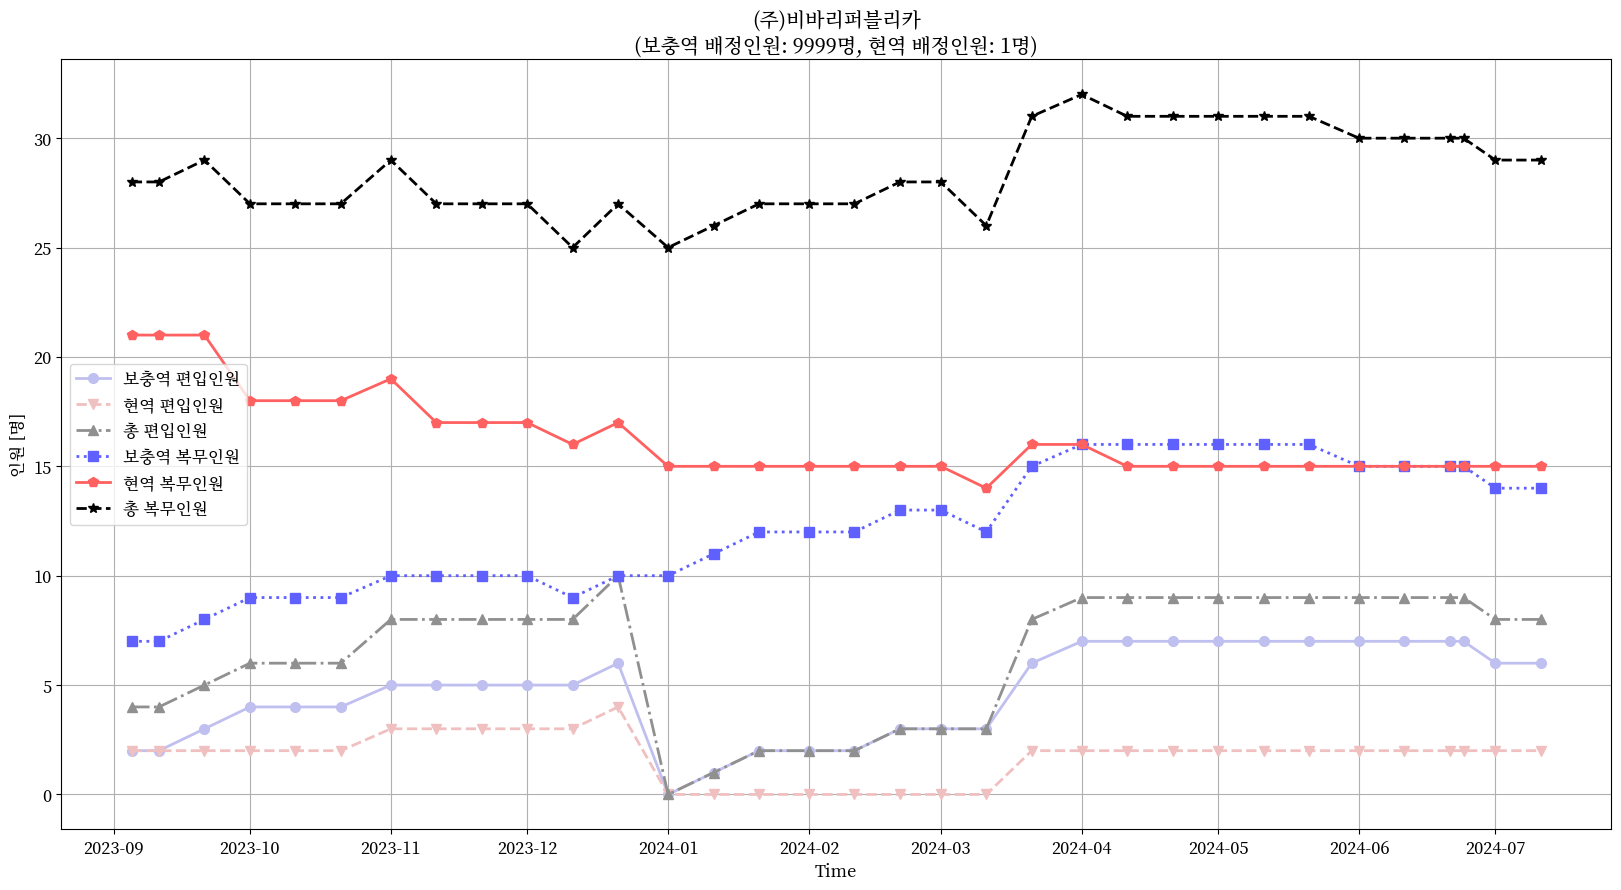 (주)비바리퍼블리카
(보충역 배정인원: 9999명, 현역 배정인원: 1명)
인원 [명]
30
25
20
15
10
5
0
보충역 편입인원
현역 편입인원
총 편입인원
보충역 복무인원
현역 복무인원
총 복무인원
2023-09 2023-10 2023-11 2023-12 2024-01 2024-02 2024-03 2024-04 2024-05 2024-06 2024-07
Time